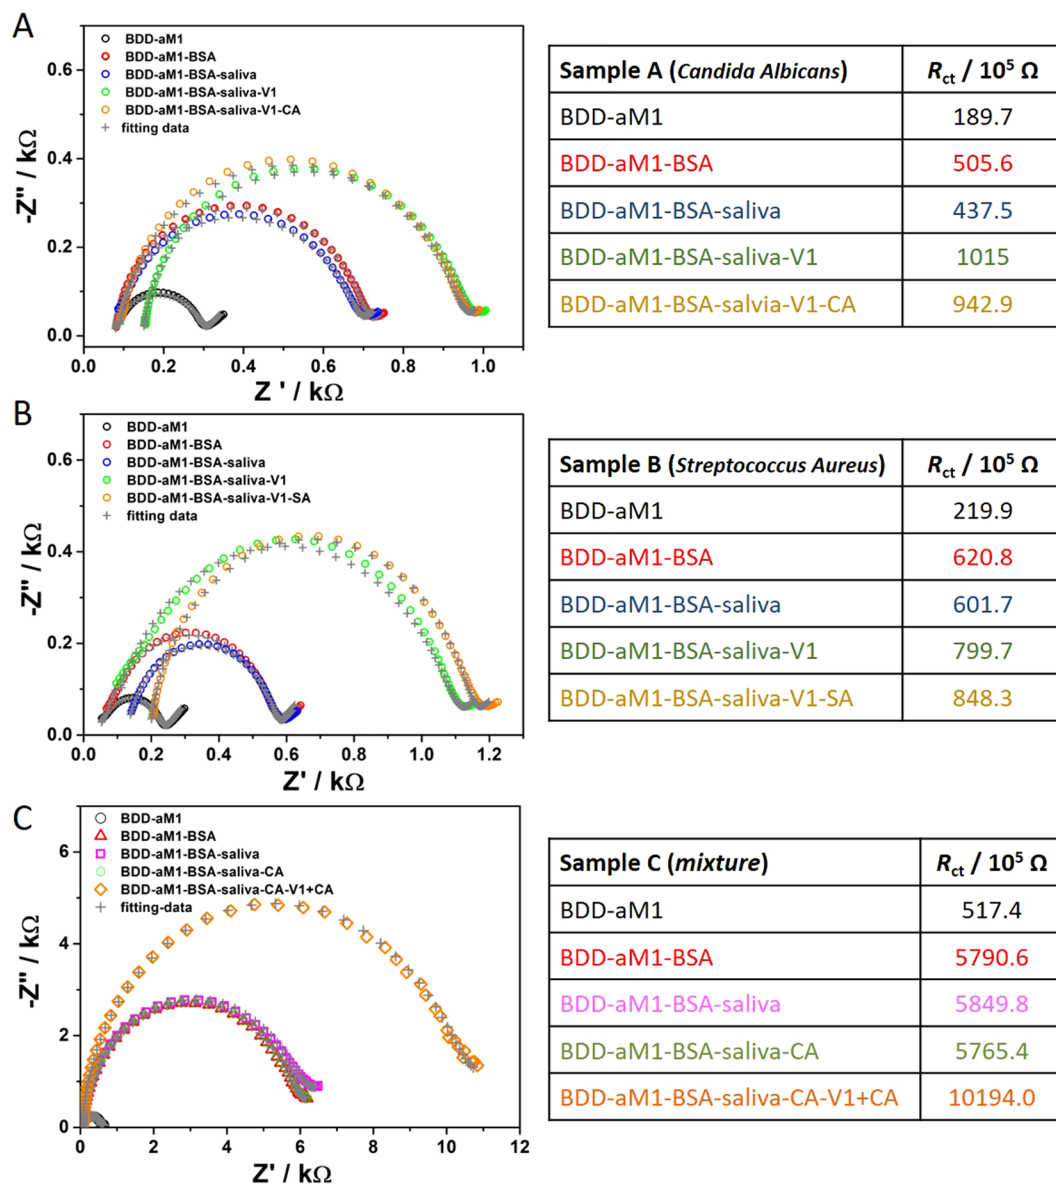 A
BDD-aM1
BDD-aM1-BSA
BDD-aM1-BSA-saliva
BDD-aM1-BSA-saliva-V1
BDD-aM1-BSA-saliva-V1-CA
fitting data
0.6
0.4
0.2
0.0
-Z'' / kΩ
0.0 0.2 0.4 0.6 0.8 1.0
Z ' / kΩ
Sample A (Candida Albicans) Rct / 10⁵ Ω
BDD-aM1 189.7
BDD-aM1-BSA 505.6
BDD-aM1-BSA-saliva 437.5
BDD-aM1-BSA-saliva-V1 1015
BDD-aM1-BSA-salvia-V1-CA 942.9
B
BDD-aM1
BDD-aM1-BSA
BDD-aM1-BSA-saliva
BDD-aM1-BSA-saliva-V1
BDD-aM1-BSA-saliva-V1-SA
fitting data
0.6
0.4
0.2
0.0
-Z'' / kΩ
0.0 0.2 0.4 0.6 0.8 1.0 1.2
Z' / kΩ
Sample B (Streptococcus Aureus) Rct / 10⁵ Ω
BDD-aM1 219.9
BDD-aM1-BSA 620.8
BDD-aM1-BSA-saliva 601.7
BDD-aM1-BSA-saliva-V1 799.7
BDD-aM1-BSA-saliva-V1-SA 848.3
C
BDD-aM1
BDD-aM1-BSA
BDD-aM1-BSA-saliva
BDD-aM1-BSA-saliva-CA
BDD-aM1-BSA-saliva-CA-V1+CA
fitting-data
6
4
2
0
-Z'' / kΩ
0 2 4 6 8 10 12
Z' / kΩ
Sample C (mixture) Rct / 10⁵ Ω
BDD-aM1 517.4
BDD-aM1-BSA 5790.6
BDD-aM1-BSA-saliva 5849.8
BDD-aM1-BSA-saliva-CA 5765.4
BDD-aM1-BSA-saliva-CA-V1+CA 10194.0